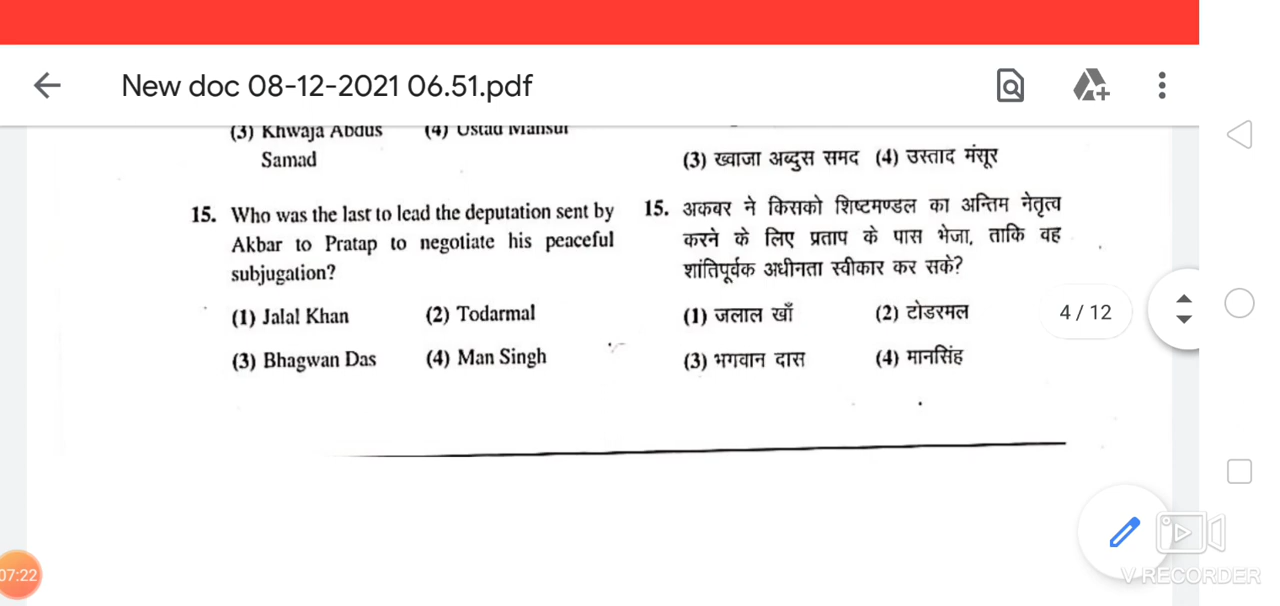 New doc 08-12-2021 06.51.pdf
(3) Khwaja Abdus (4) Ustad Mansur
Samad
15. Who was the last to lead the deputation sent by
Akbar to Pratap to negotiate his peaceful
subjugation?
(1) Jalal Khan (2) Todarmal
(3) Bhagwan Das (4) Man Singh
(3) ख्वाजा अब्दुस समद (4) उस्ताद मंसूर
15. अकबर ने किसको शिष्टमण्डल का अन्तिम नेतृत्व
करने के लिए प्रताप के पास भेजा, ताकि वह
शांतिपूर्वक अधीनता स्वीकार कर सके?
(1) जलाल खाँ (2) टोडरमल
(3) भगवान दास (4) मानसिंह
4 / 12
07:22
V RECORDER